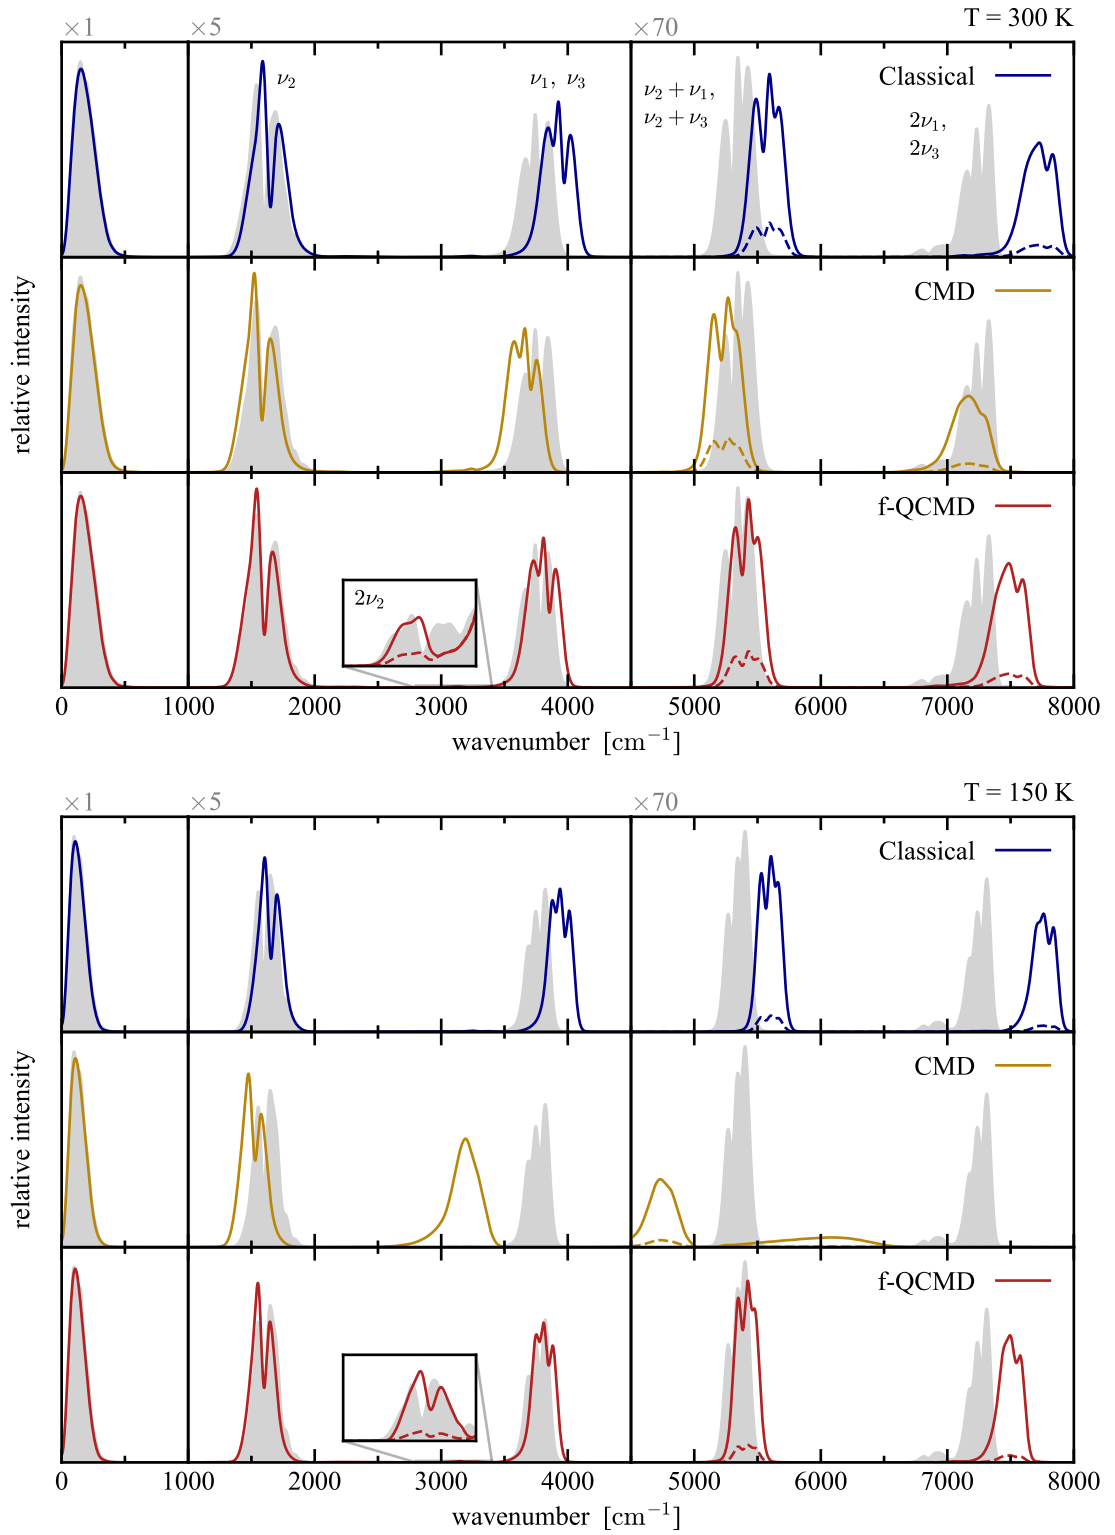 T = 300 K
×1 ×5 ×70
ν₂
ν₁, ν₃
ν₂ + ν₁,
ν₂ + ν₃
2ν₁,
2ν₃
Classical
CMD
f-QCMD
2ν₂
relative intensity
0 1000 2000 3000 4000 5000 6000 7000 8000
wavenumber [cm⁻¹]
T = 150 K
×1 ×5 ×70
Classical
CMD
f-QCMD
relative intensity
0 1000 2000 3000 4000 5000 6000 7000 8000
wavenumber [cm⁻¹]